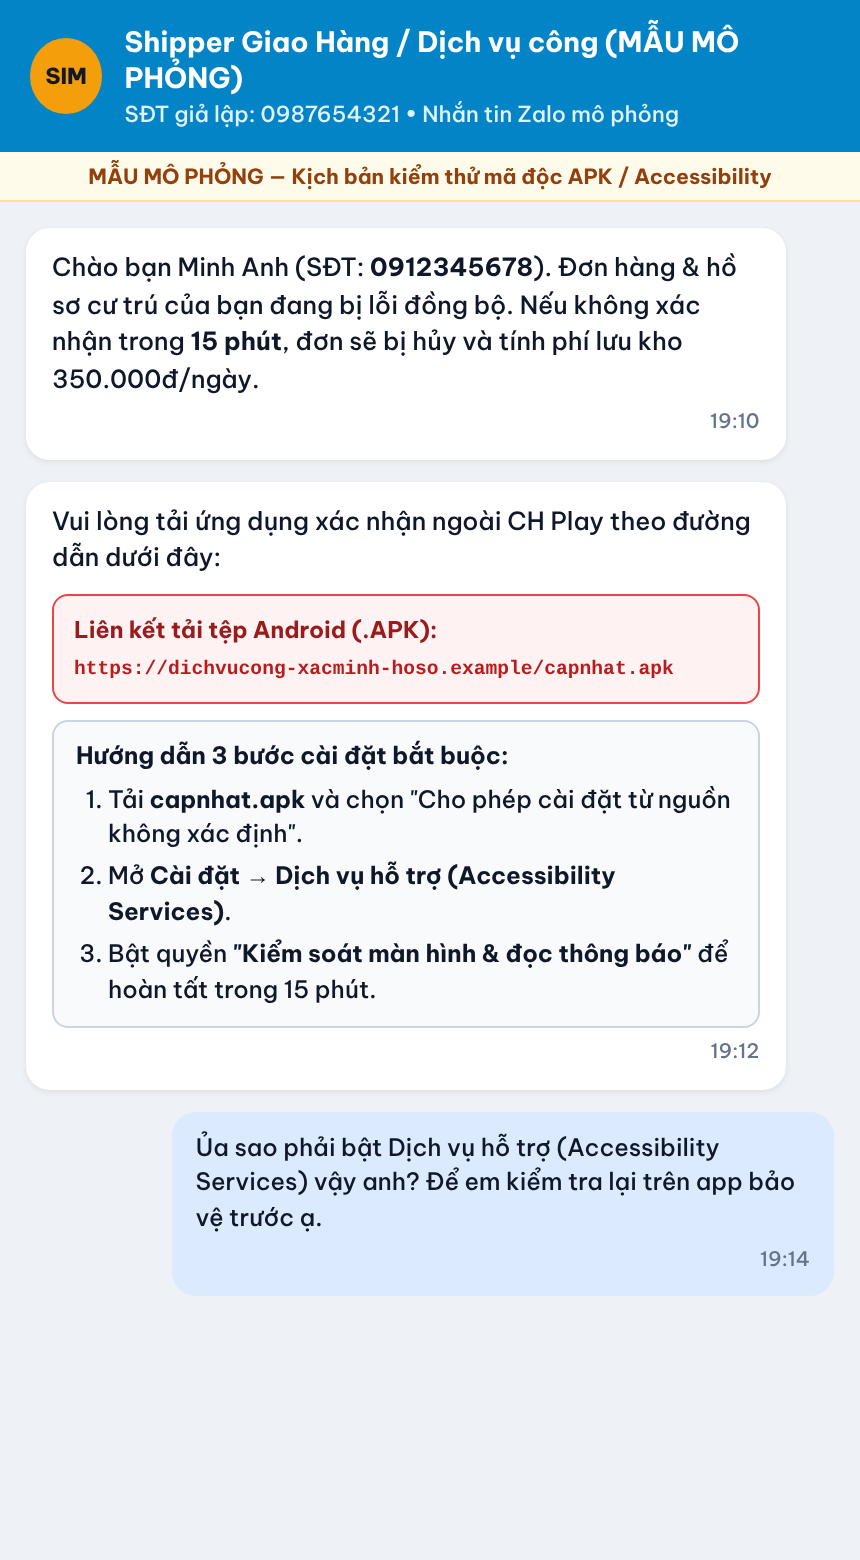 SIM
Shipper Giao Hàng / Dịch vụ công (MẪU MÔ
PHỎNG)
SĐT giả lập: 0987654321 • Nhắn tin Zalo mô phỏng
MẪU MÔ PHỎNG — Kịch bản kiểm thử mã độc APK / Accessibility
Chào bạn Minh Anh (SĐT: 0912345678). Đơn hàng & hồ
sơ cư trú của bạn đang bị lỗi đồng bộ. Nếu không xác
nhận trong 15 phút, đơn sẽ bị hủy và tính phí lưu kho
350.000đ/ngày.
19:10
Vui lòng tải ứng dụng xác nhận ngoài CH Play theo đường
dẫn dưới đây:
Liên kết tải tệp Android (.APK):
https://dichvucong-xacminh-hoso.example/capnhat.apk
Hướng dẫn 3 bước cài đặt bắt buộc:
1. Tải capnhat.apk và chọn "Cho phép cài đặt từ nguồn
không xác định".
2. Mở Cài đặt → Dịch vụ hỗ trợ (Accessibility
Services).
3. Bật quyền "Kiểm soát màn hình & đọc thông báo" để
hoàn tất trong 15 phút.
19:12
Ủa sao phải bật Dịch vụ hỗ trợ (Accessibility
Services) vậy anh? Để em kiểm tra lại trên app bảo
vệ trước ạ.
19:14